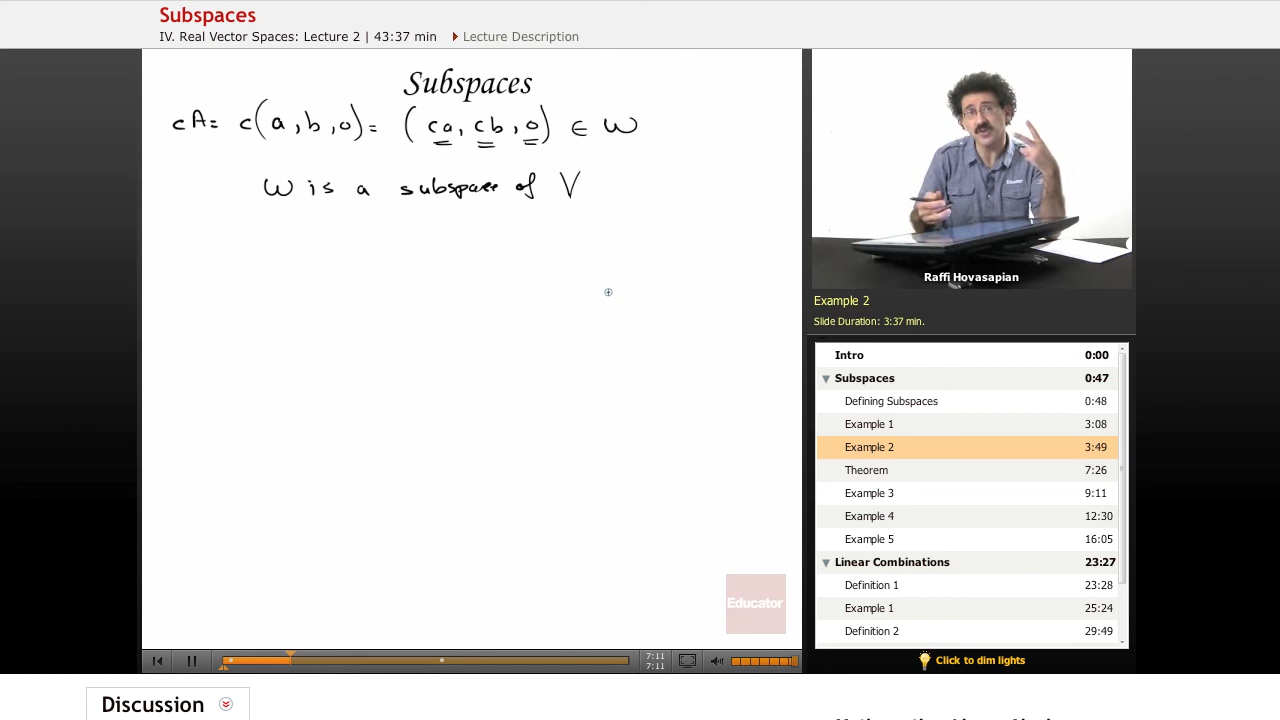 Subspaces
IV. Real Vector Spaces: Lecture 2 | 43:37 min Lecture Description
Subspaces
cA = c(a, b, 0) = (ca, cb, 0) ∈ W
W is a subspace of V
Educator
Raffi Hovasapian
Example 2
Slide Duration: 3:37 min.
Intro 0:00
Subspaces 0:47
Defining Subspaces 0:48
Example 1 3:08
Example 2 3:49
Theorem 7:26
Example 3 9:11
Example 4 12:30
Example 5 16:05
Linear Combinations 23:27
Definition 1 23:28
Example 1 25:24
Definition 2 29:49
7:11
7:11
Click to dim lights
Discussion